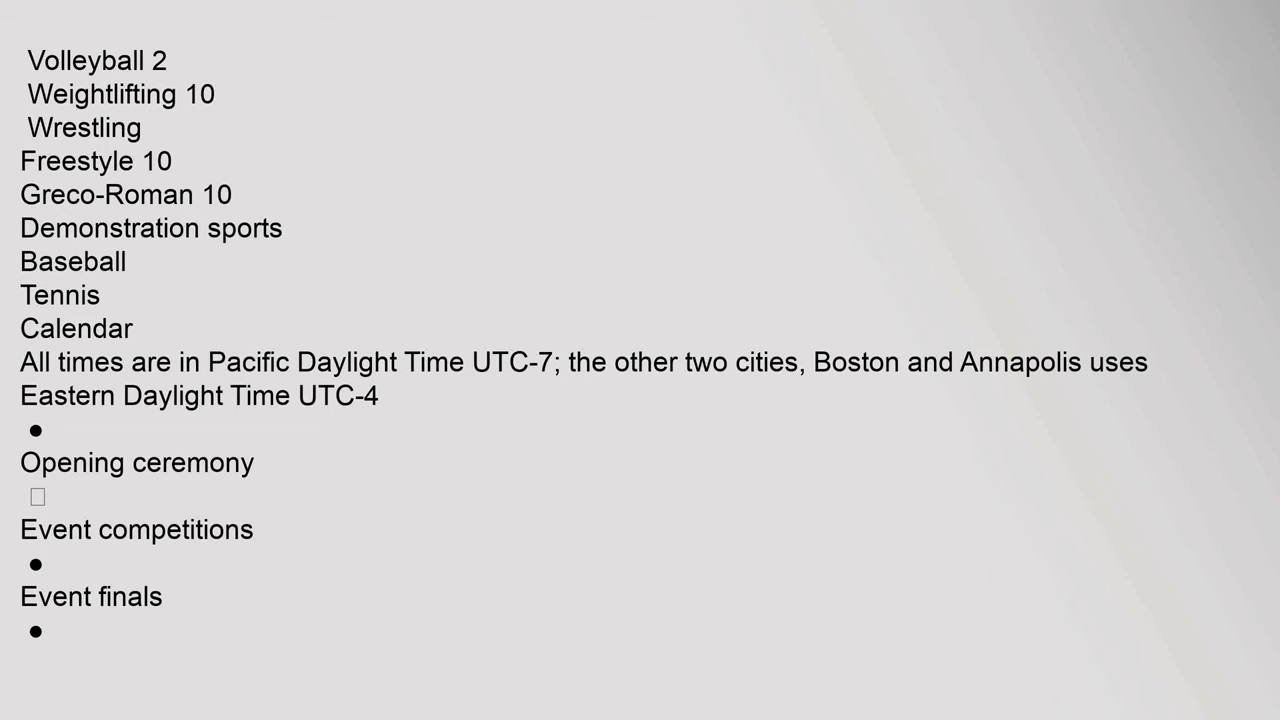 Volleyball 2
Weightlifting 10
Wrestling
Freestyle 10
Greco-Roman 10
Demonstration sports
Baseball
Tennis
Calendar
All times are in Pacific Daylight Time UTC-7; the other two cities, Boston and Annapolis uses
Eastern Daylight Time UTC-4
●
Opening ceremony
□
Event competitions
●
Event finals
●